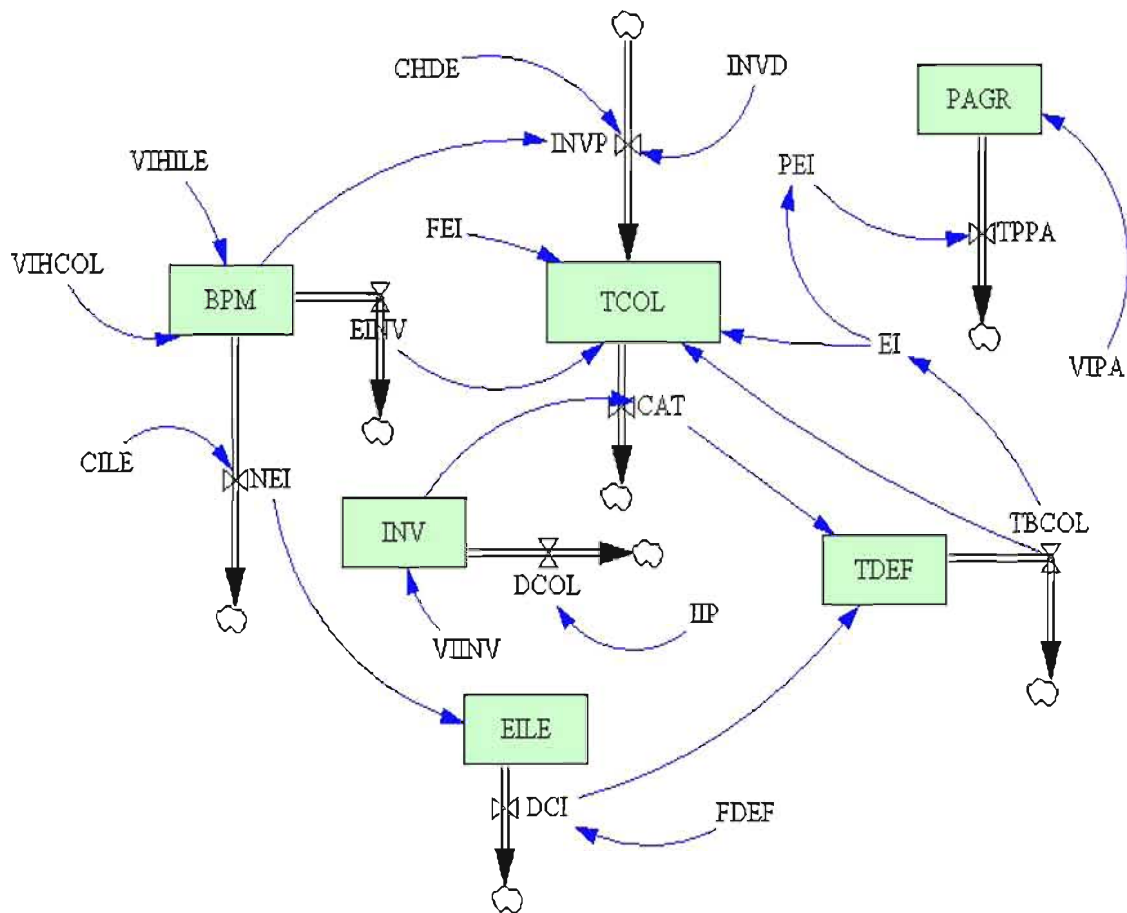 CHDE
INVD
PAGR
INVP
VIHILE
PEI
FEI
TPPA
VIHCOL
BPM
TCOL
EINV
EI
VIPA
CAT
CILE
NEI
INV
TBCOL
DCOL
TDEF
IIP
VIINV
EILE
DCI
FDEF